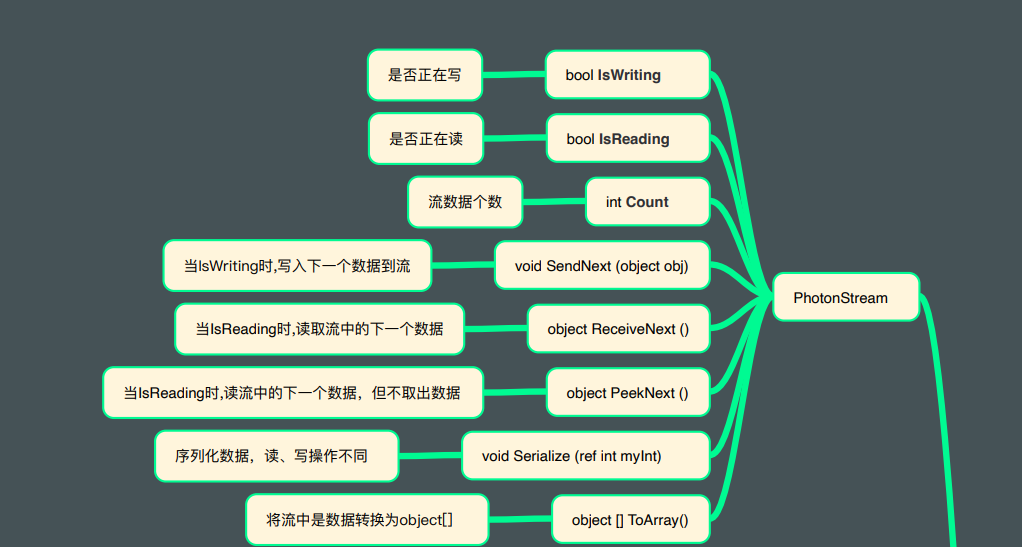 是否正在写
bool IsWriting
是否正在读
bool IsReading
流数据个数
int Count
当IsWriting时,写入下一个数据到流
void SendNext (object obj)
PhotonStream
当IsReading时,读取流中的下一个数据
object ReceiveNext ()
当IsReading时,读流中的下一个数据，但不取出数据
object PeekNext ()
序列化数据，读、写操作不同
void Serialize (ref int myInt)
将流中是数据转换为object[]
object [] ToArray()